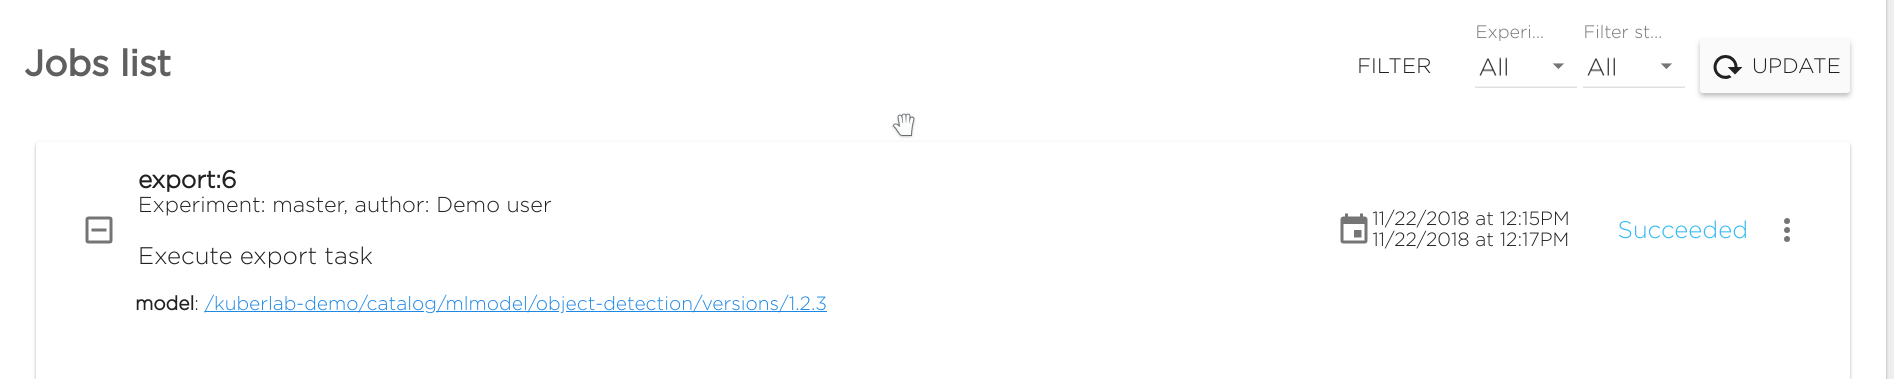 Jobs list
FILTER
Experi...
All
Filter st...
All
UPDATE
export:6
Experiment: master, author: Demo user
Execute export task
11/22/2018 at 12:15PM
11/22/2018 at 12:17PM
Succeeded
model: /kuberlab-demo/catalog/mlmodel/object-detection/versions/1.2.3